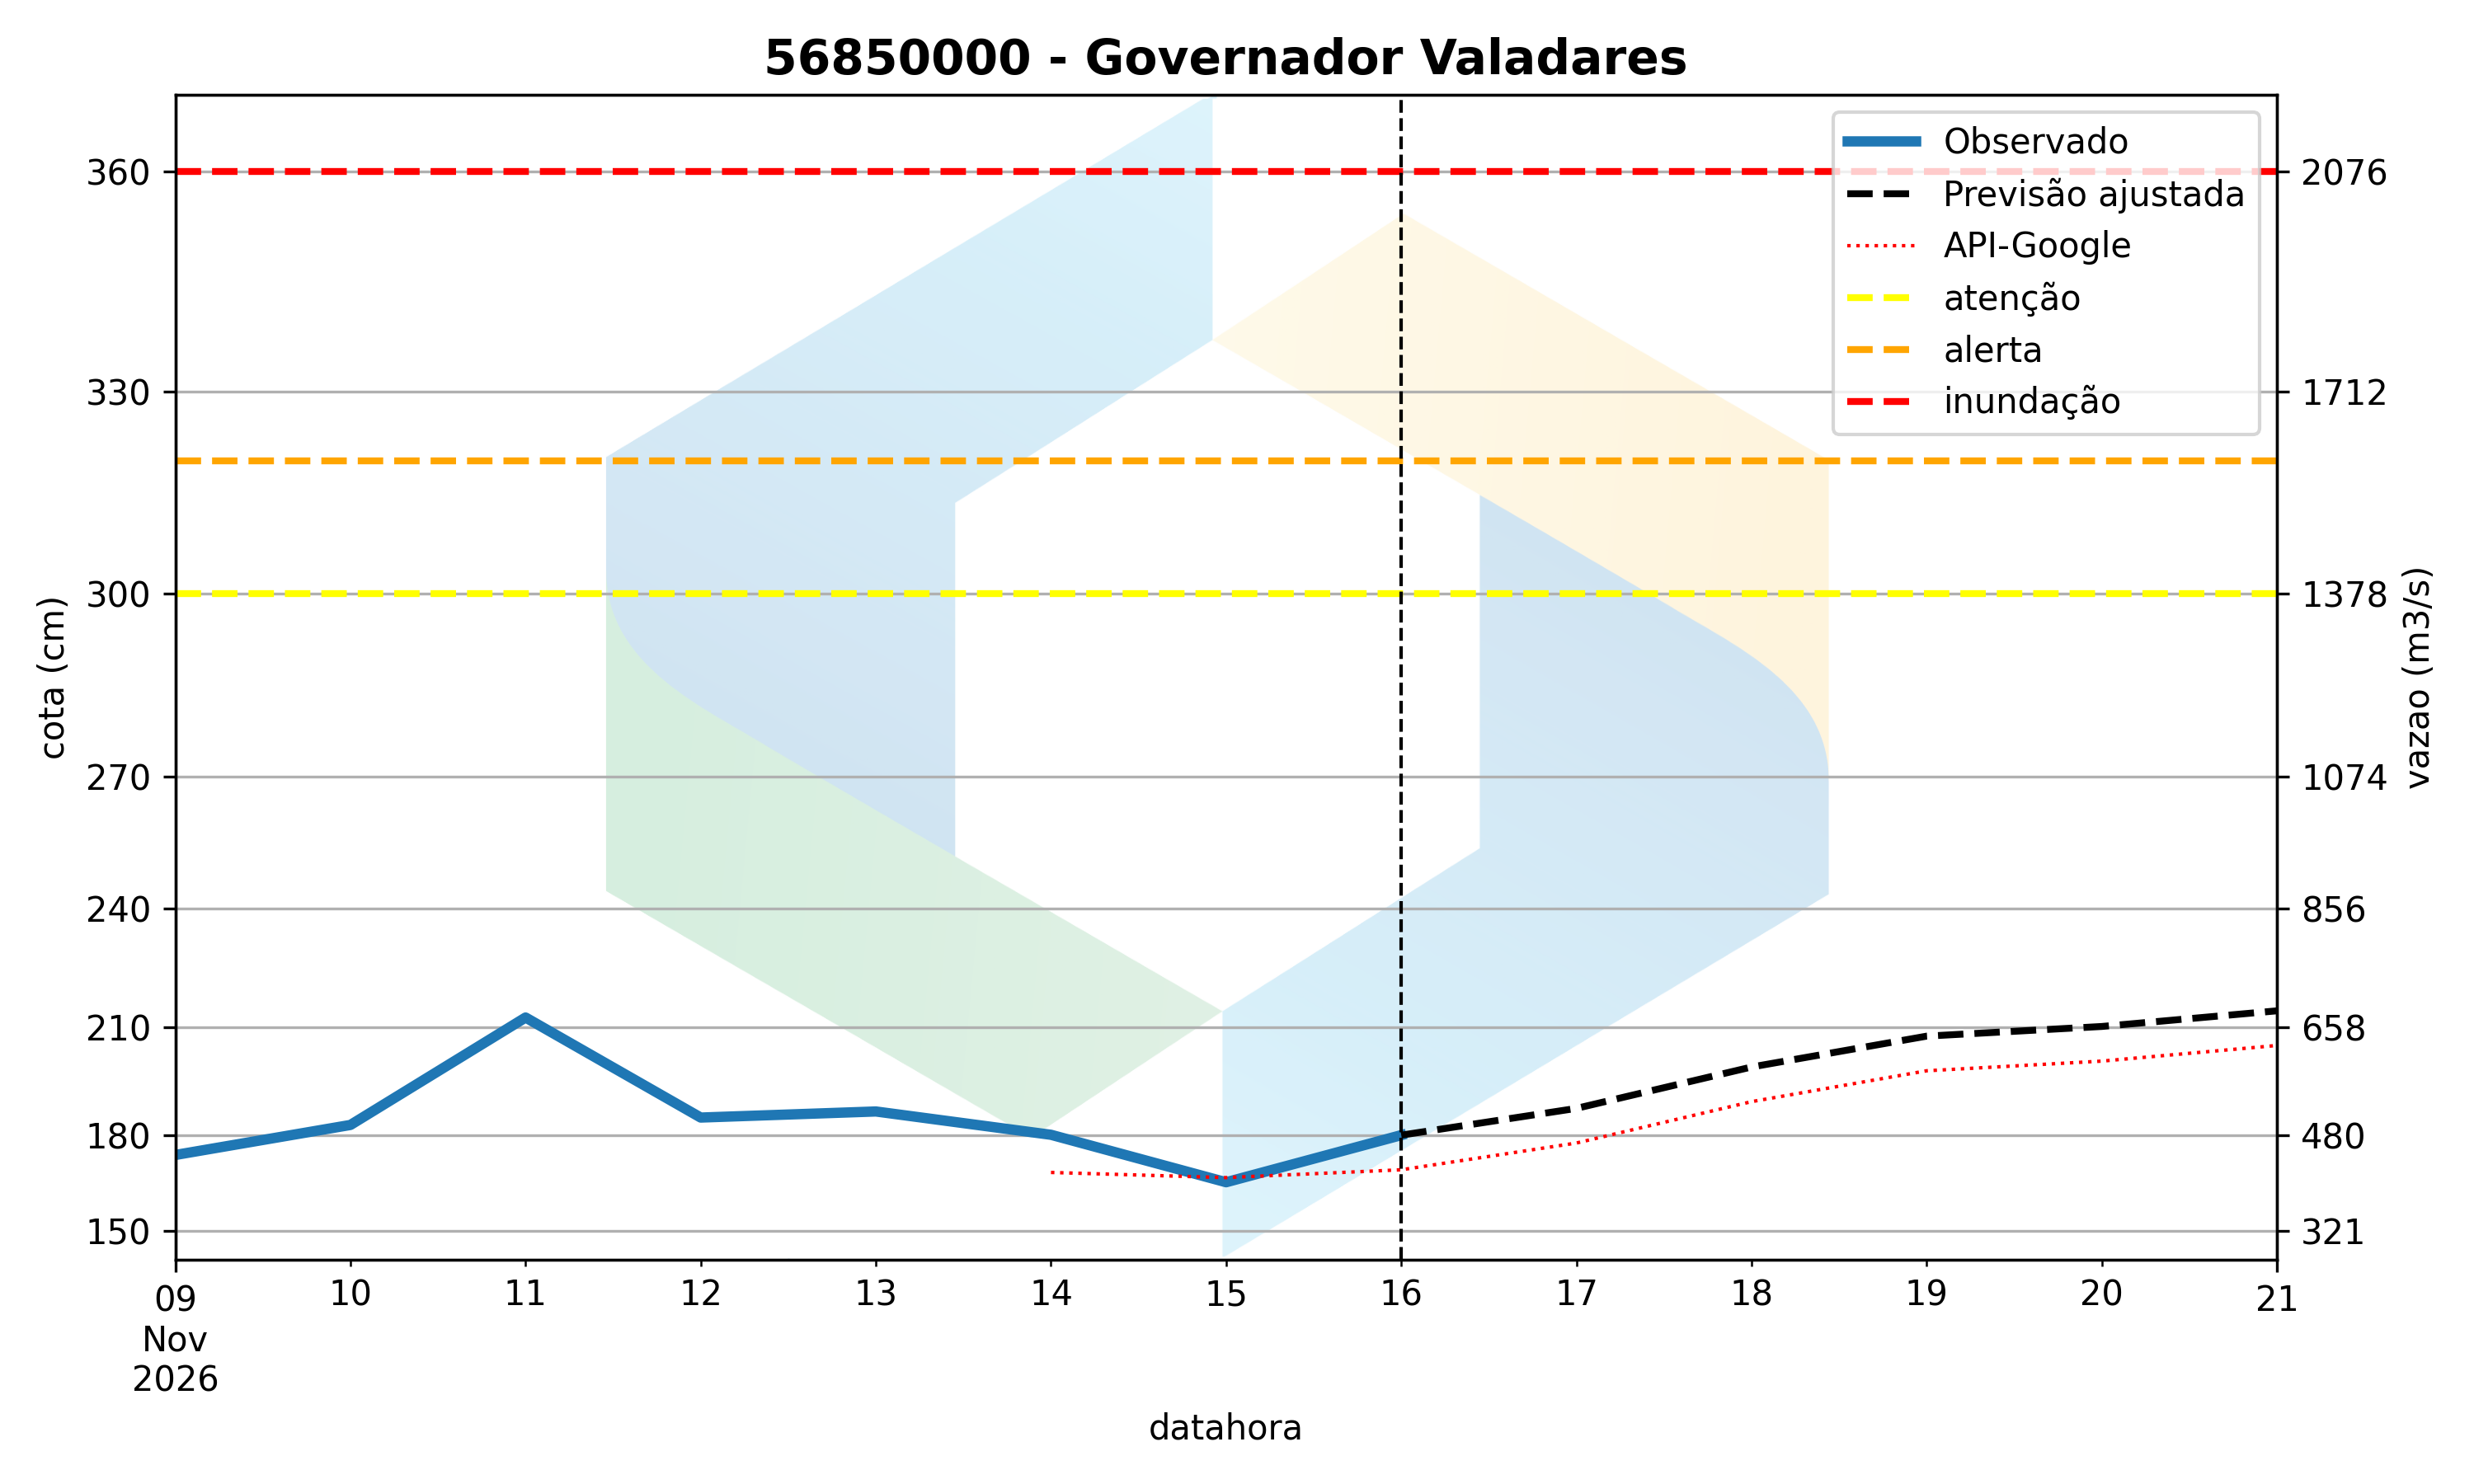 56850000 - Governador Valadares
Observado
Previsão ajustada
API-Google
atenção
alerta
inundação
cota (cm)
360
330
300
270
240
210
180
150
2076
1712
1378
1074
856
658
480
321
vazao (m3/s)
09
Nov
2026
10
11
12
13
14
15
16
17
18
19
20
21
datahora